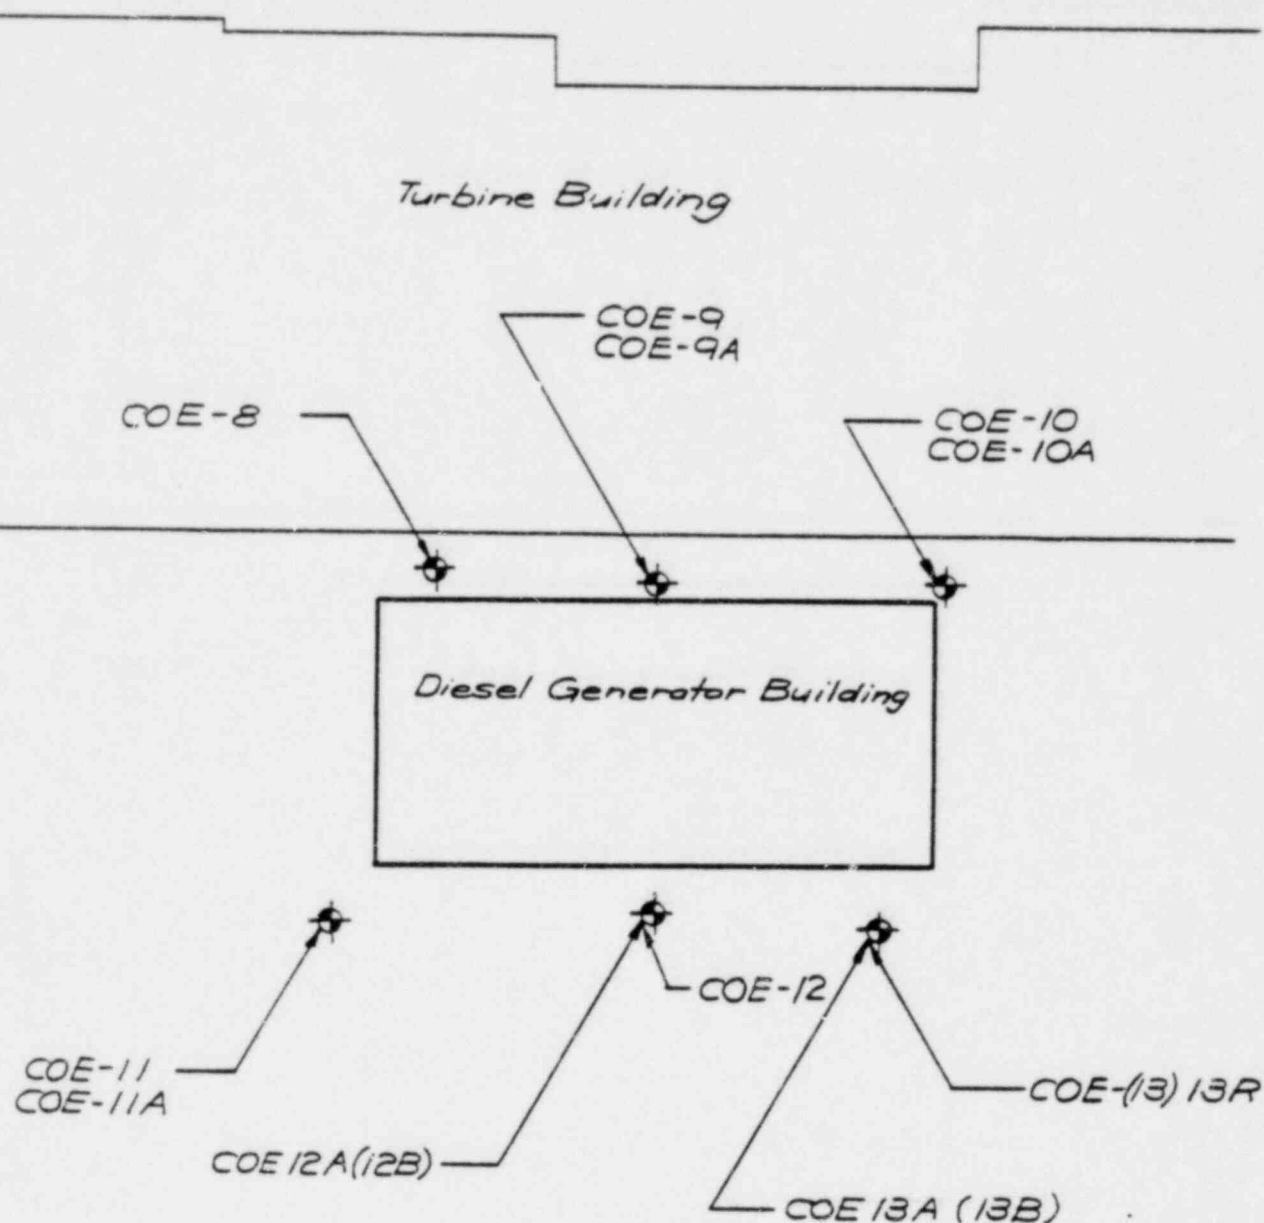 Turbine Building
COE-9
COE-9A
COE-8
COE-10
COE-10A
Diesel Generator Building
COE-12
COE-11
COE-11A
COE-(13) 13R
COE 12A(12B)
COE 13A (13B)